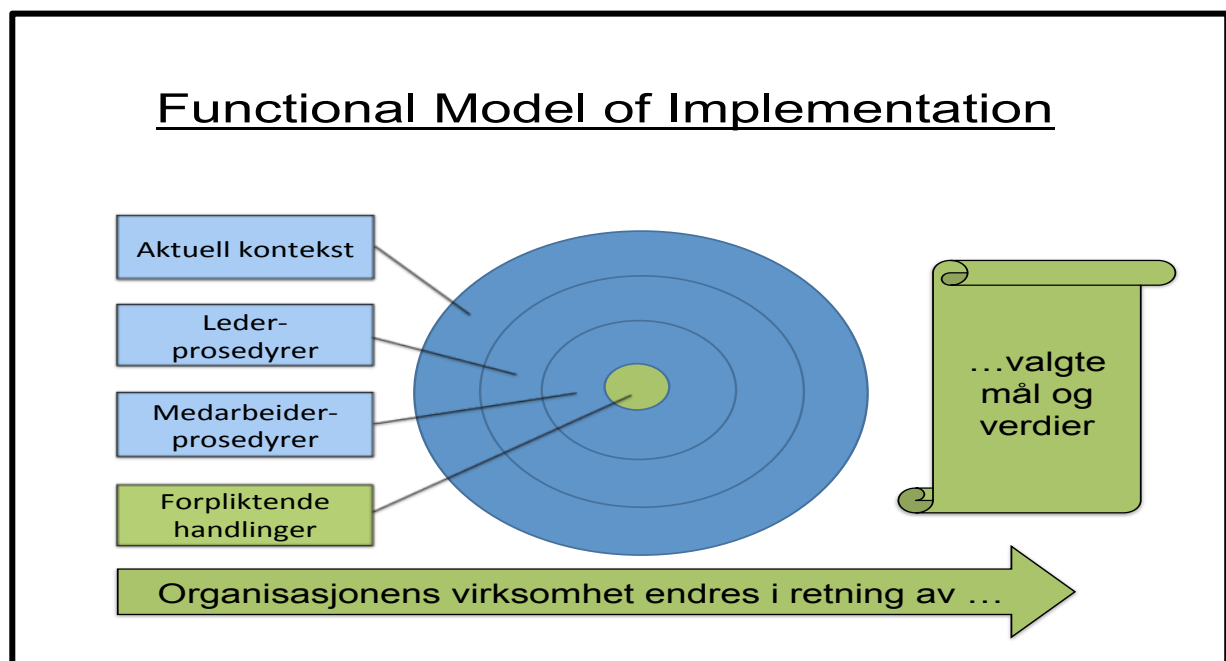 Functional Model of Implementation
Aktuell kontekst
Leder-
prosedyrer
Medarbeider-
prosedyrer
Forpliktende
handlinger
…valgte
mål og
verdier
Organisasjonens virksomhet endres i retning av …